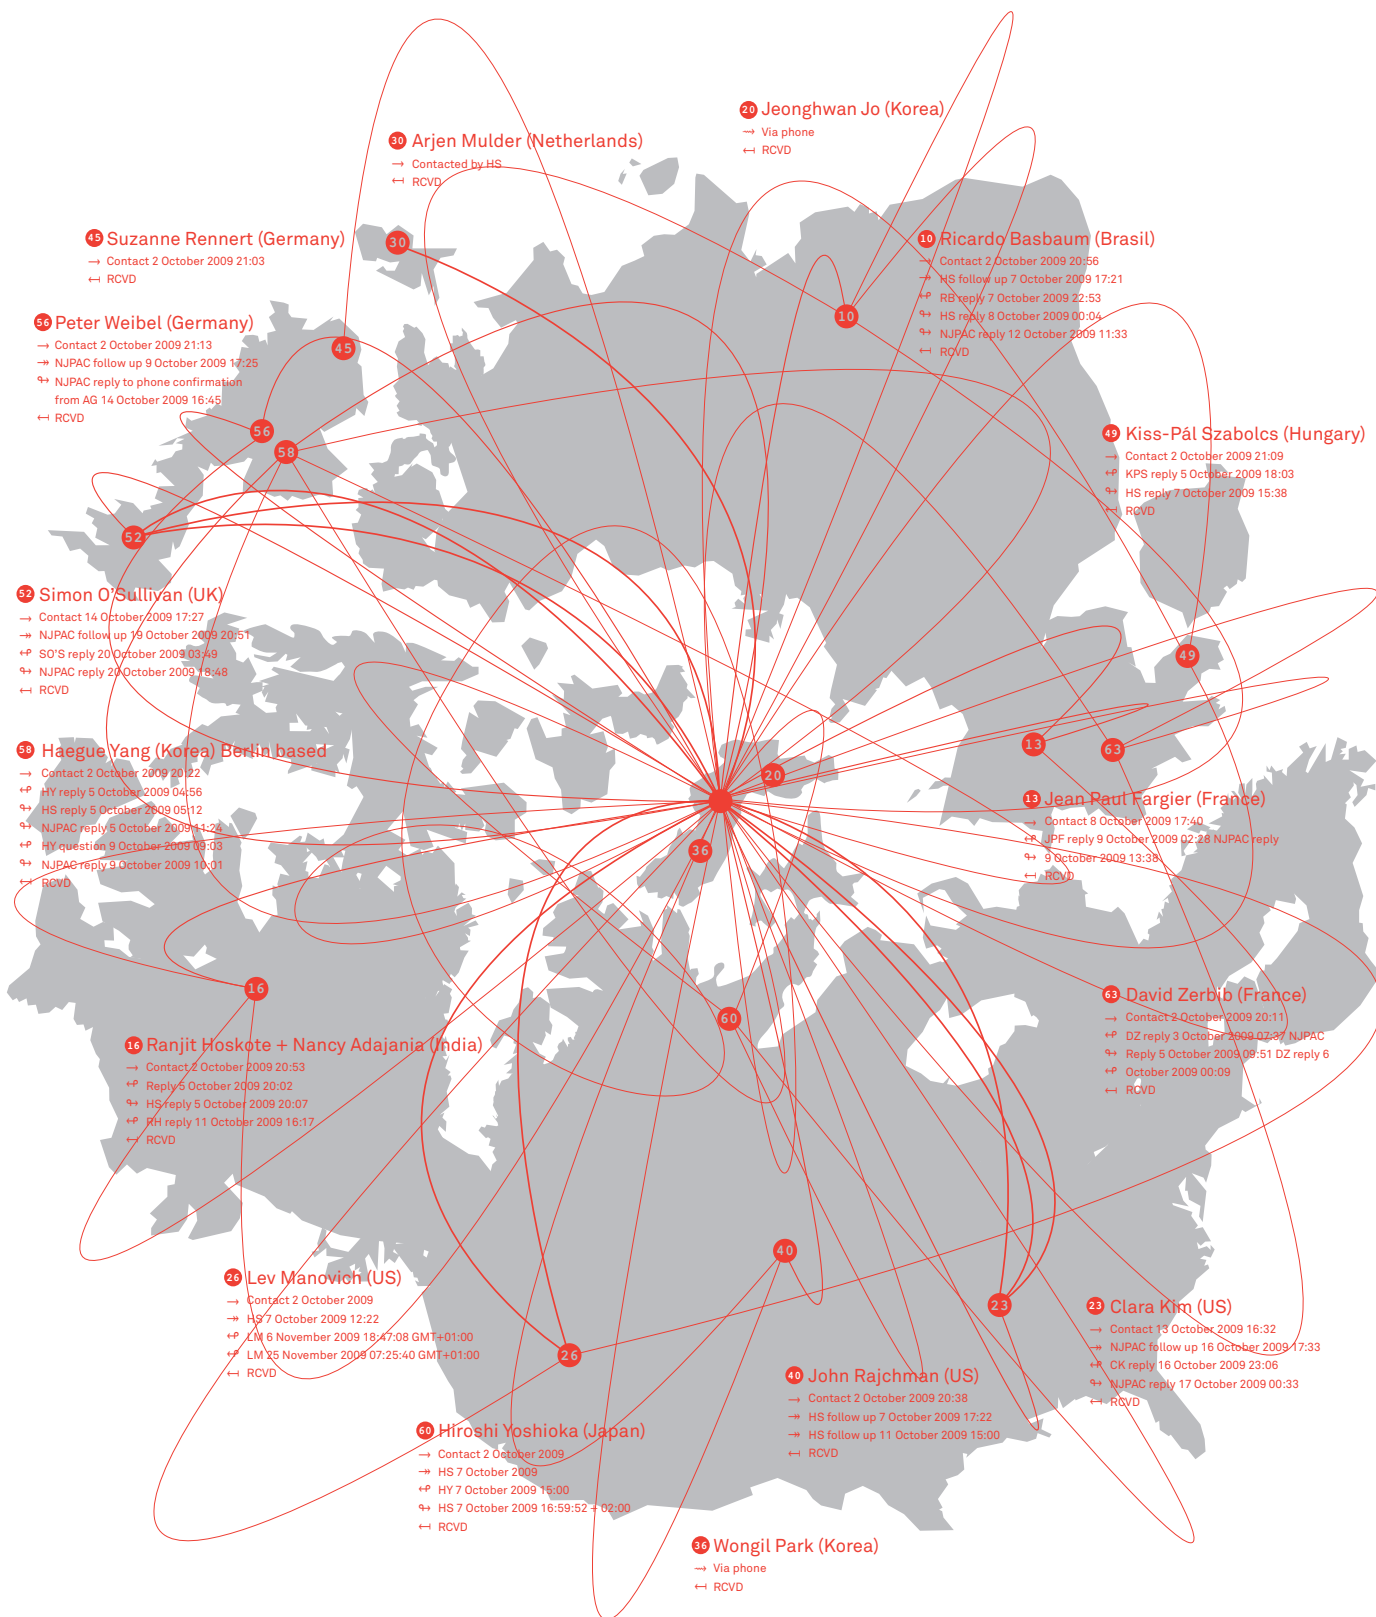 20 Jeonghwan Jo (Korea)
⇝ Via phone
↤ RCVD
30 Arjen Mulder (Netherlands)
→ Contacted by HS
↤ RCVD
45 Suzanne Rennert (Germany)
→ Contact 2 October 2009 21:03
↤ RCVD
10 Ricardo Basbaum (Brasil)
→ Contact 2 October 2009 20:56
↠ HS follow up 7 October 2009 17:21
↫ RB reply 7 October 2009 22:53
↬ HS reply 8 October 2009 00:04
↬ NJPAC reply 12 October 2009 11:33
↤ RCVD
56 Peter Weibel (Germany)
→ Contact 2 October 2009 21:13
↠ NJPAC follow up 9 October 2009 17:25
↬ NJPAC reply to phone confirmation
from AG 14 October 2009 16:45
↤ RCVD
49 Kiss-Pál Szabolcs (Hungary)
→ Contact 2 October 2009 21:09
↫ KPS reply 5 October 2009 18:03
↬ HS reply 7 October 2009 15:38
↤ RCVD
52 Simon O'Sullivan (UK)
→ Contact 14 October 2009 17:27
↠ NJPAC follow up 19 October 2009 20:51
↫ SO'S reply 20 October 2009 03:49
↬ NJPAC reply 20 October 2009 18:48
↤ RCVD
58 Haegue Yang (Korea) Berlin based
→ Contact 2 October 2009 20:22
↫ HY reply 5 October 2009 04:56
↬ HS reply 5 October 2009 05:12
↬ NJPAC reply 5 October 2009 11:24
↫ HY question 9 October 2009 09:03
↬ NJPAC reply 9 October 2009 10:01
↤ RCVD
13 Jean Paul Fargier (France)
→ Contact 8 October 2009 17:40
↫ JPF reply 9 October 2009 02:28 NJPAC reply
↬ 9 October 2009 13:38
↤ RCVD
63 David Zerbib (France)
→ Contact 2 October 2009 20:11
↫ DZ reply 3 October 2009 07:37 NJPAC
↬ Reply 5 October 2009 09:51 DZ reply 6
↫ October 2009 00:09
↤ RCVD
16 Ranjit Hoskote + Nancy Adajania (India)
→ Contact 2 October 2009 20:53
↫ Reply 5 October 2009 20:02
↬ HS reply 5 October 2009 20:07
↫ RH reply 11 October 2009 16:17
↤ RCVD
26 Lev Manovich (US)
→ Contact 2 October 2009
↠ HS 7 October 2009 12:22
↫ LM 6 November 2009 18:47:08 GMT+01:00
↫ LM 25 November 2009 07:25:40 GMT+01:00
↤ RCVD
23 Clara Kim (US)
→ Contact 13 October 2009 16:32
↠ NJPAC follow up 16 October 2009 17:33
↫ CK reply 16 October 2009 23:06
↬ NJPAC reply 17 October 2009 00:33
↤ RCVD
40 John Rajchman (US)
→ Contact 2 October 2009 20:38
↠ HS follow up 7 October 2009 17:22
↠ HS follow up 11 October 2009 15:00
↤ RCVD
60 Hiroshi Yoshioka (Japan)
→ Contact 2 October 2009
↠ HS 7 October 2009
↫ HY 7 October 2009 15:00
↬ HS 7 October 2009 16:59:52 + 02:00
↤ RCVD
36 Wongil Park (Korea)
⇝ Via phone
↤ RCVD
30
10
45
56
58
52
49
13
63
20
36
16
60
40
23
26